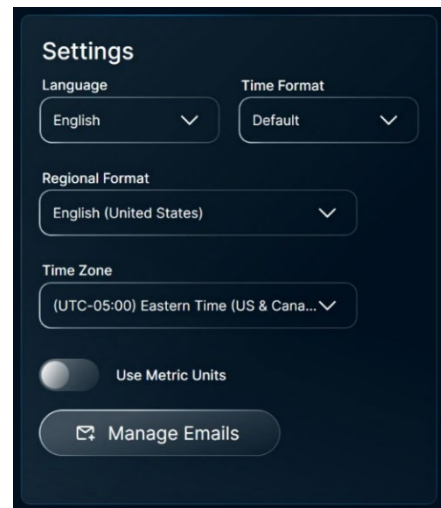 Settings
Language
Time Format
English
Default
Regional Format
English (United States)
Time Zone
(UTC-05:00) Eastern Time (US & Cana...
Use Metric Units
Manage Emails